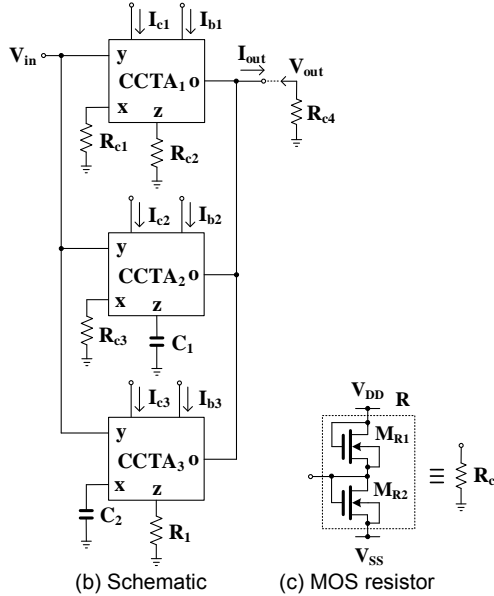 I_c1 I_b1
V_in y CCTA_1 o I_out V_out
x z
R_c1 R_c2 R_c4
I_c2 I_b2
y CCTA_2 o
x z
R_c3 C_1
I_c3 I_b3
y CCTA_3
x z
C_2 R_1
V_DD R
M_R1
M_R2 ≡ R_c
V_SS
(b) Schematic (c) MOS resistor